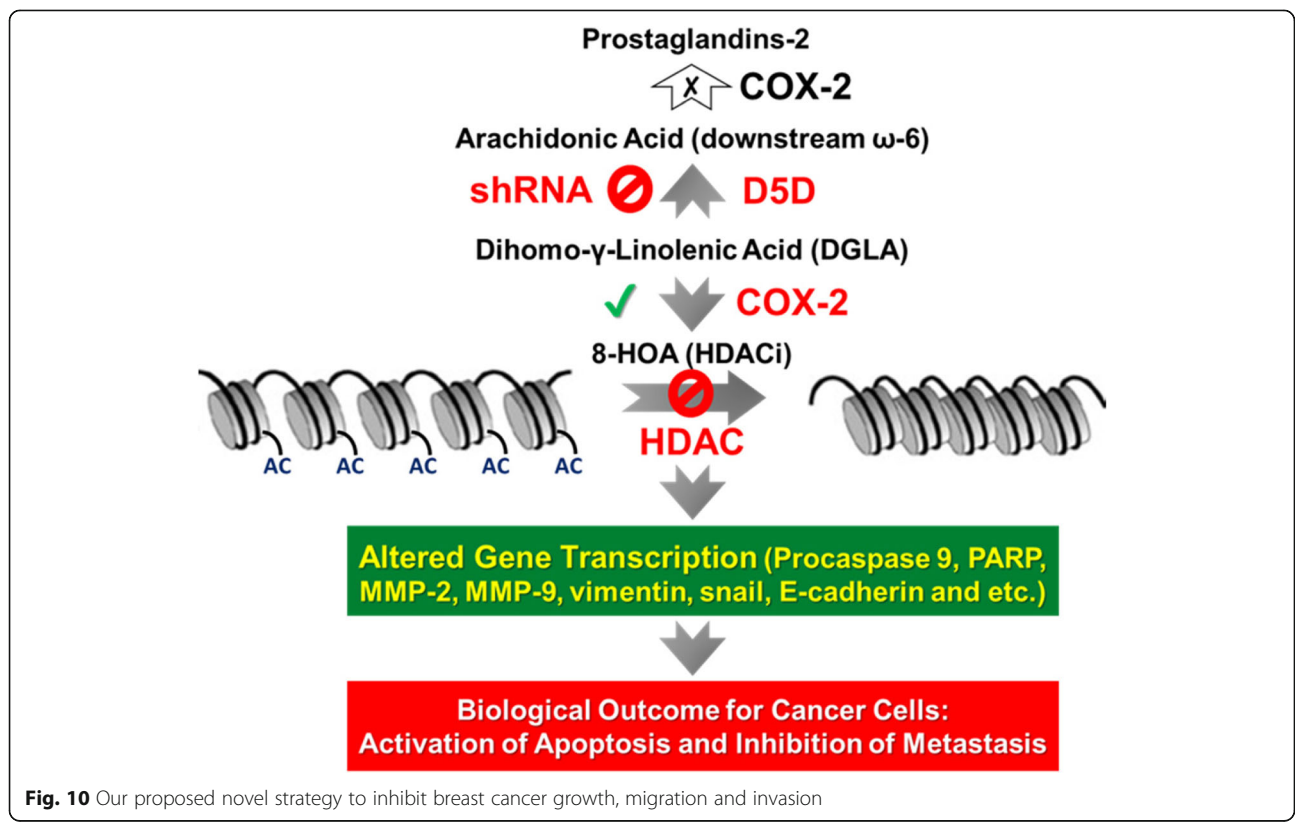 Prostaglandins-2
X COX-2
Arachidonic Acid (downstream ω-6)
shRNA D5D
Dihomo-γ-Linolenic Acid (DGLA)
COX-2
8-HOA (HDACi)
HDAC
AC AC AC AC AC
Altered Gene Transcription (Procaspase 9, PARP,
MMP-2, MMP-9, vimentin, snail, E-cadherin and etc.)
Biological Outcome for Cancer Cells:
Activation of Apoptosis and Inhibition of Metastasis
Fig. 10 Our proposed novel strategy to inhibit breast cancer growth, migration and invasion